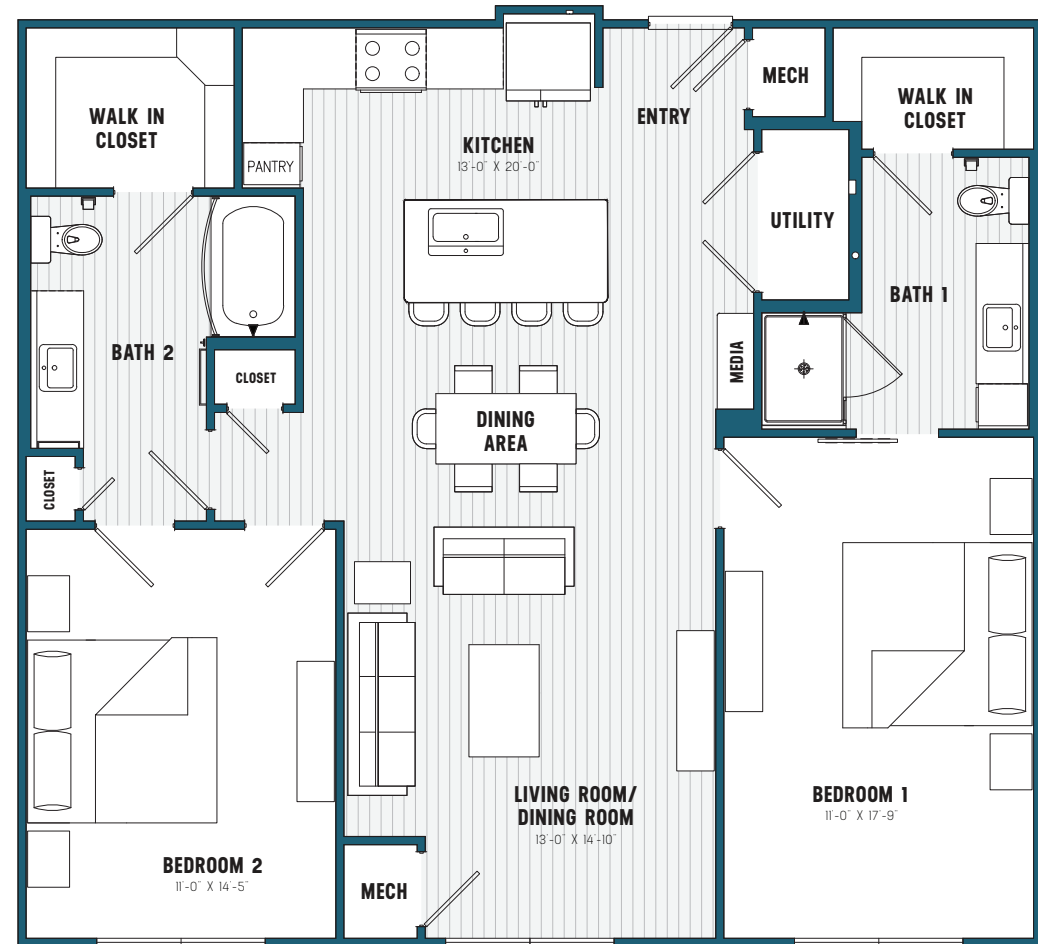 WALK IN
CLOSET
KITCHEN
13'-0" X 20'-0"
PANTRY
ENTRY
MECH
WALK IN
CLOSET
UTILITY
BATH 1
BATH 2
CLOSET
MEDIA
DINING
AREA
CLOSET
LIVING ROOM/
DINING ROOM
13'-0" X 14'-10"
BEDROOM 1
11'-0" X 17'-9"
BEDROOM 2
11'-0" X 14'-5"
MECH